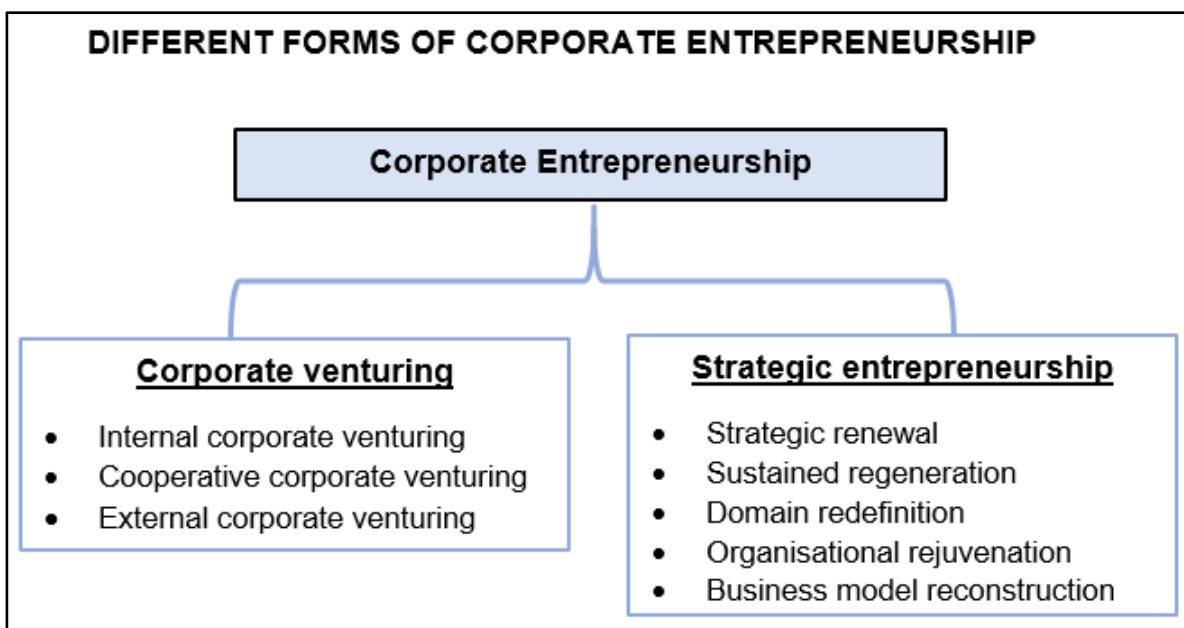 DIFFERENT FORMS OF CORPORATE ENTREPRENEURSHIP
Corporate Entrepreneurship
Corporate venturing
• Internal corporate venturing
• Cooperative corporate venturing
• External corporate venturing
Strategic entrepreneurship
• Strategic renewal
• Sustained regeneration
• Domain redefinition
• Organisational rejuvenation
• Business model reconstruction